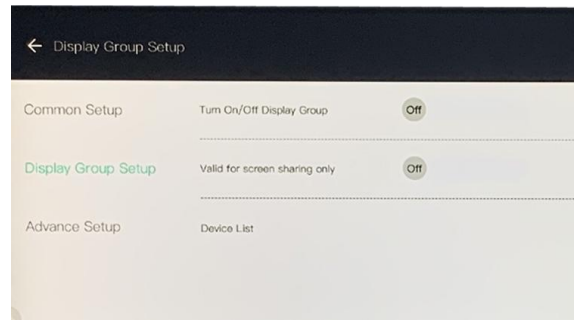 ← Display Group Setup
Common Setup
Turn On/Off Display Group
Off
Display Group Setup
Valid for screen sharing only
Off
Advance Setup
Device List